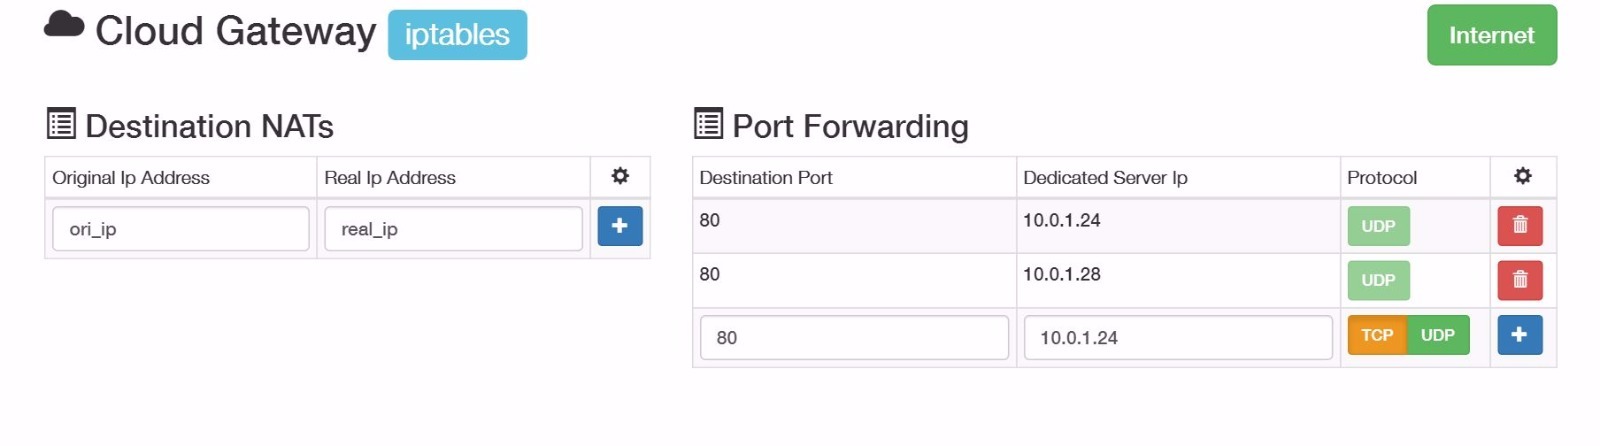 Cloud Gateway iptables
Internet
Destination NATs
Original Ip Address Real Ip Address
ori_ip real_ip
Port Forwarding
Destination Port Dedicated Server Ip Protocol
80 10.0.1.24 UDP
80 10.0.1.28 UDP
80 10.0.1.24 TCP UDP